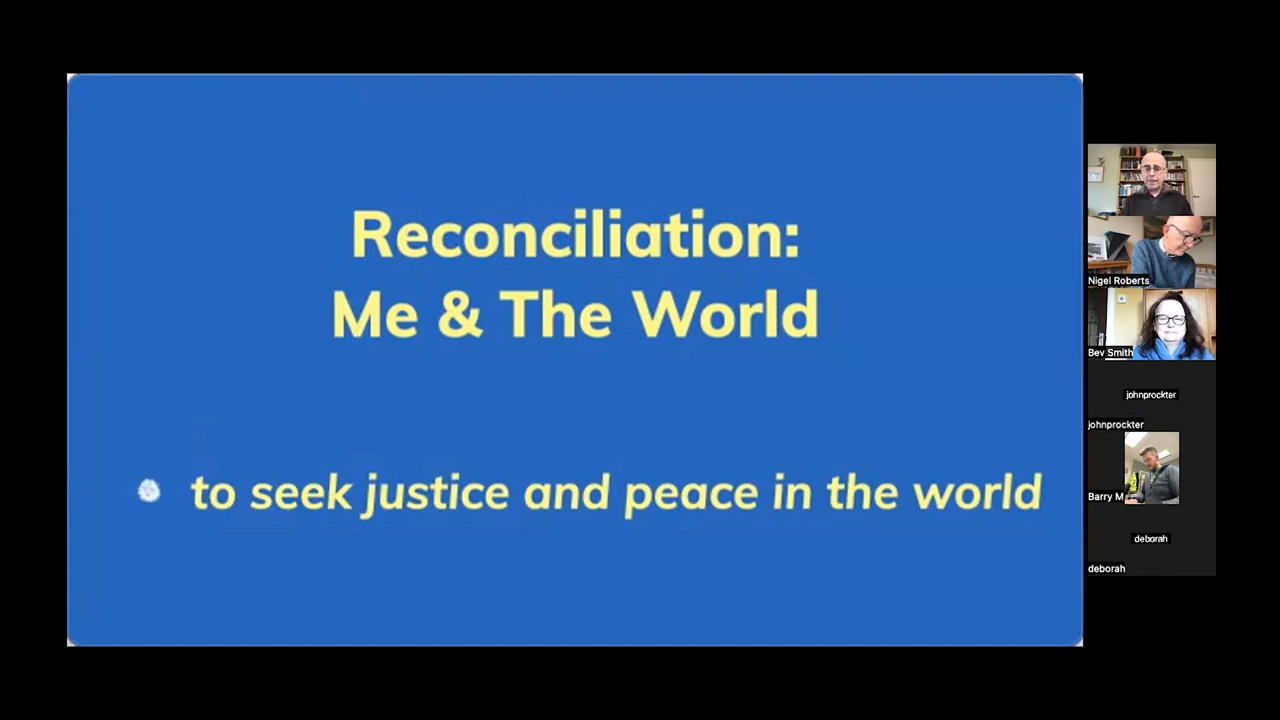 Reconciliation:
Me & The World
to seek justice and peace in the world
Nigel Roberts
Bev Smith
johnprockter
johnprockter
Barry M
deborah
deborah